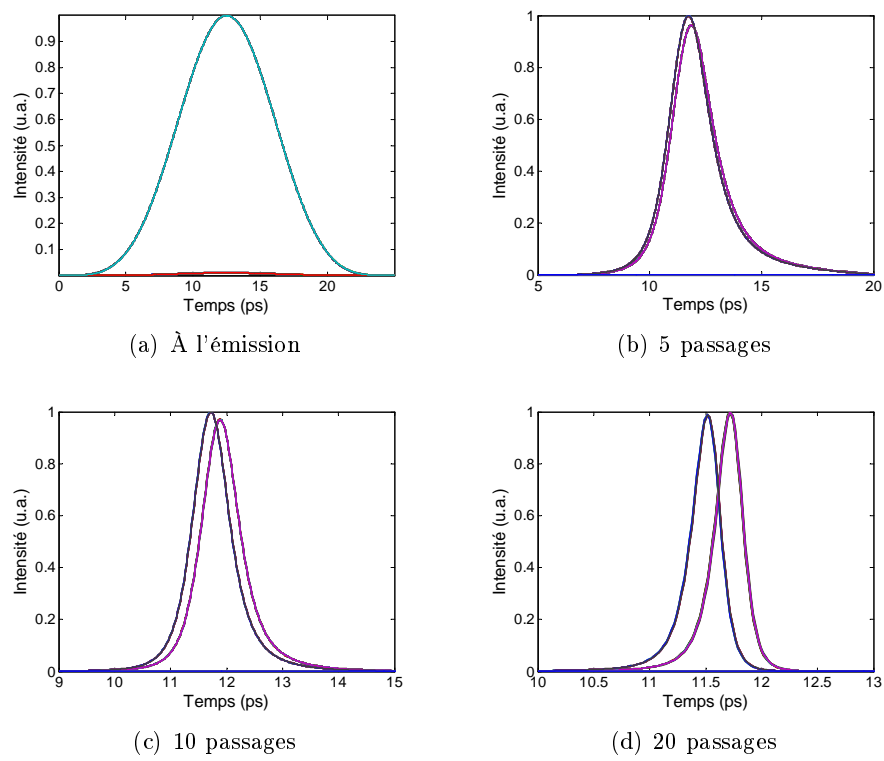 Intensité (u.a.)
0.9
0.8
0.7
0.6
0.5
0.4
0.3
0.2
0.1
0 5 10 15 20
Temps (ps)
(a) À l'émission
Intensité (u.a.)
1
0.8
0.6
0.4
0.2
0
5 10 15 20
Temps (ps)
(b) 5 passages
Intensité (u.a.)
1
0.8
0.6
0.4
0.2
0
9 10 11 12 13 14 15
Temps (ps)
(c) 10 passages
Intensité (u.a.)
1
0.8
0.6
0.4
0.2
0
10 10.5 11 11.5 12 12.5 13
Temps (ps)
(d) 20 passages